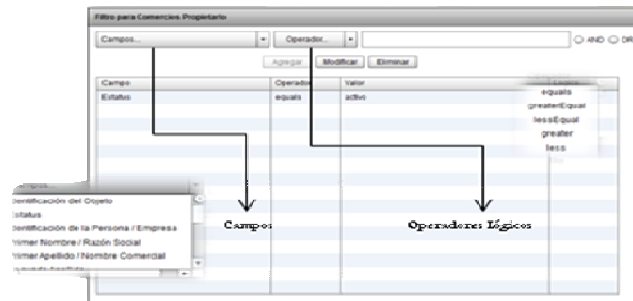 Filtro para Comercios Propietario
Campos...
Operador...
AND
OR
Agregar
Modificar
Eliminar
Campo
Operador
Valor
Lógico
Estatus
equals
activo
equals
greaterEqual
lessEqual
greater
less
Campos...
Identificación del Objeto
Estatus
Identificación de la Persona / Empresa
Primer Nombre / Razón Social
Primer Apellido / Nombre Comercial
Campos
Operadores Lógicos